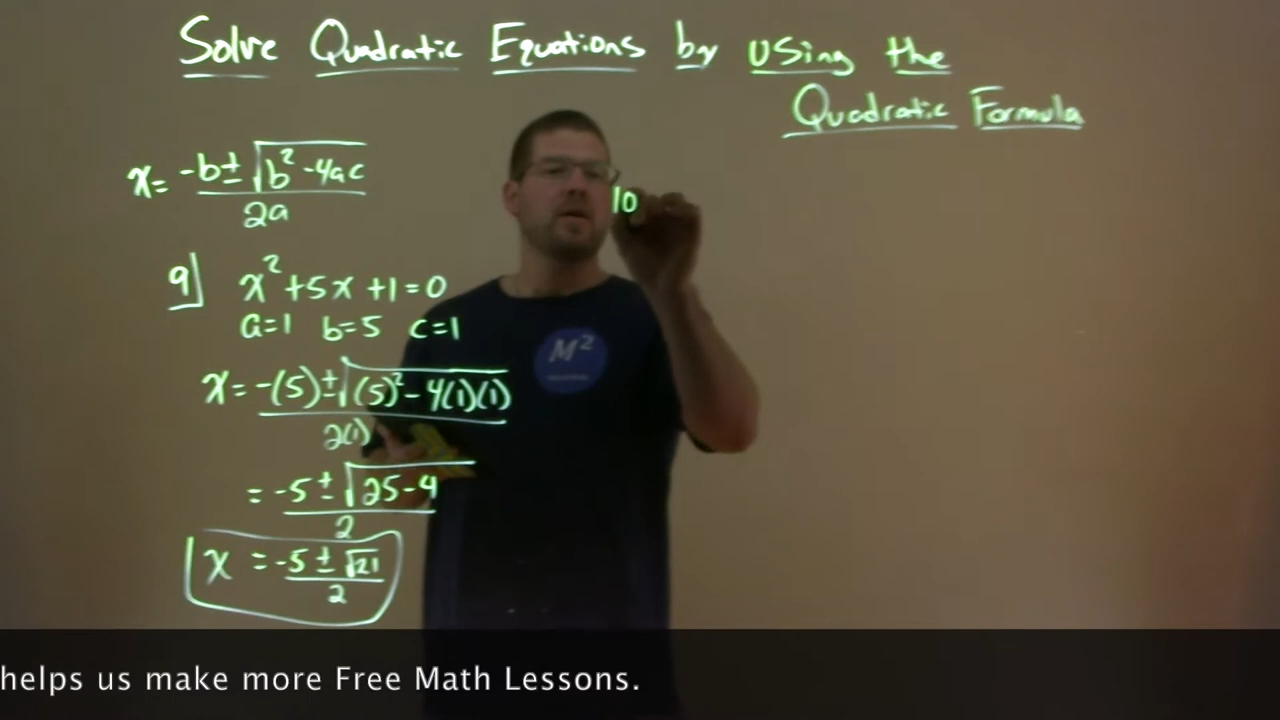 Solve Quadratic Equations by Using the
Quadratic Formula
x = -b ± √b² - 4ac
2a
9] x² + 5x + 1 = 0
a=1 b=5 c=1
x = -(5) ± √(5)² - 4(1)(1)
2(1)
= -5 ± √25 - 4
2
x = -5 ± √21
2
10
M²
helps us make more Free Math Lessons.